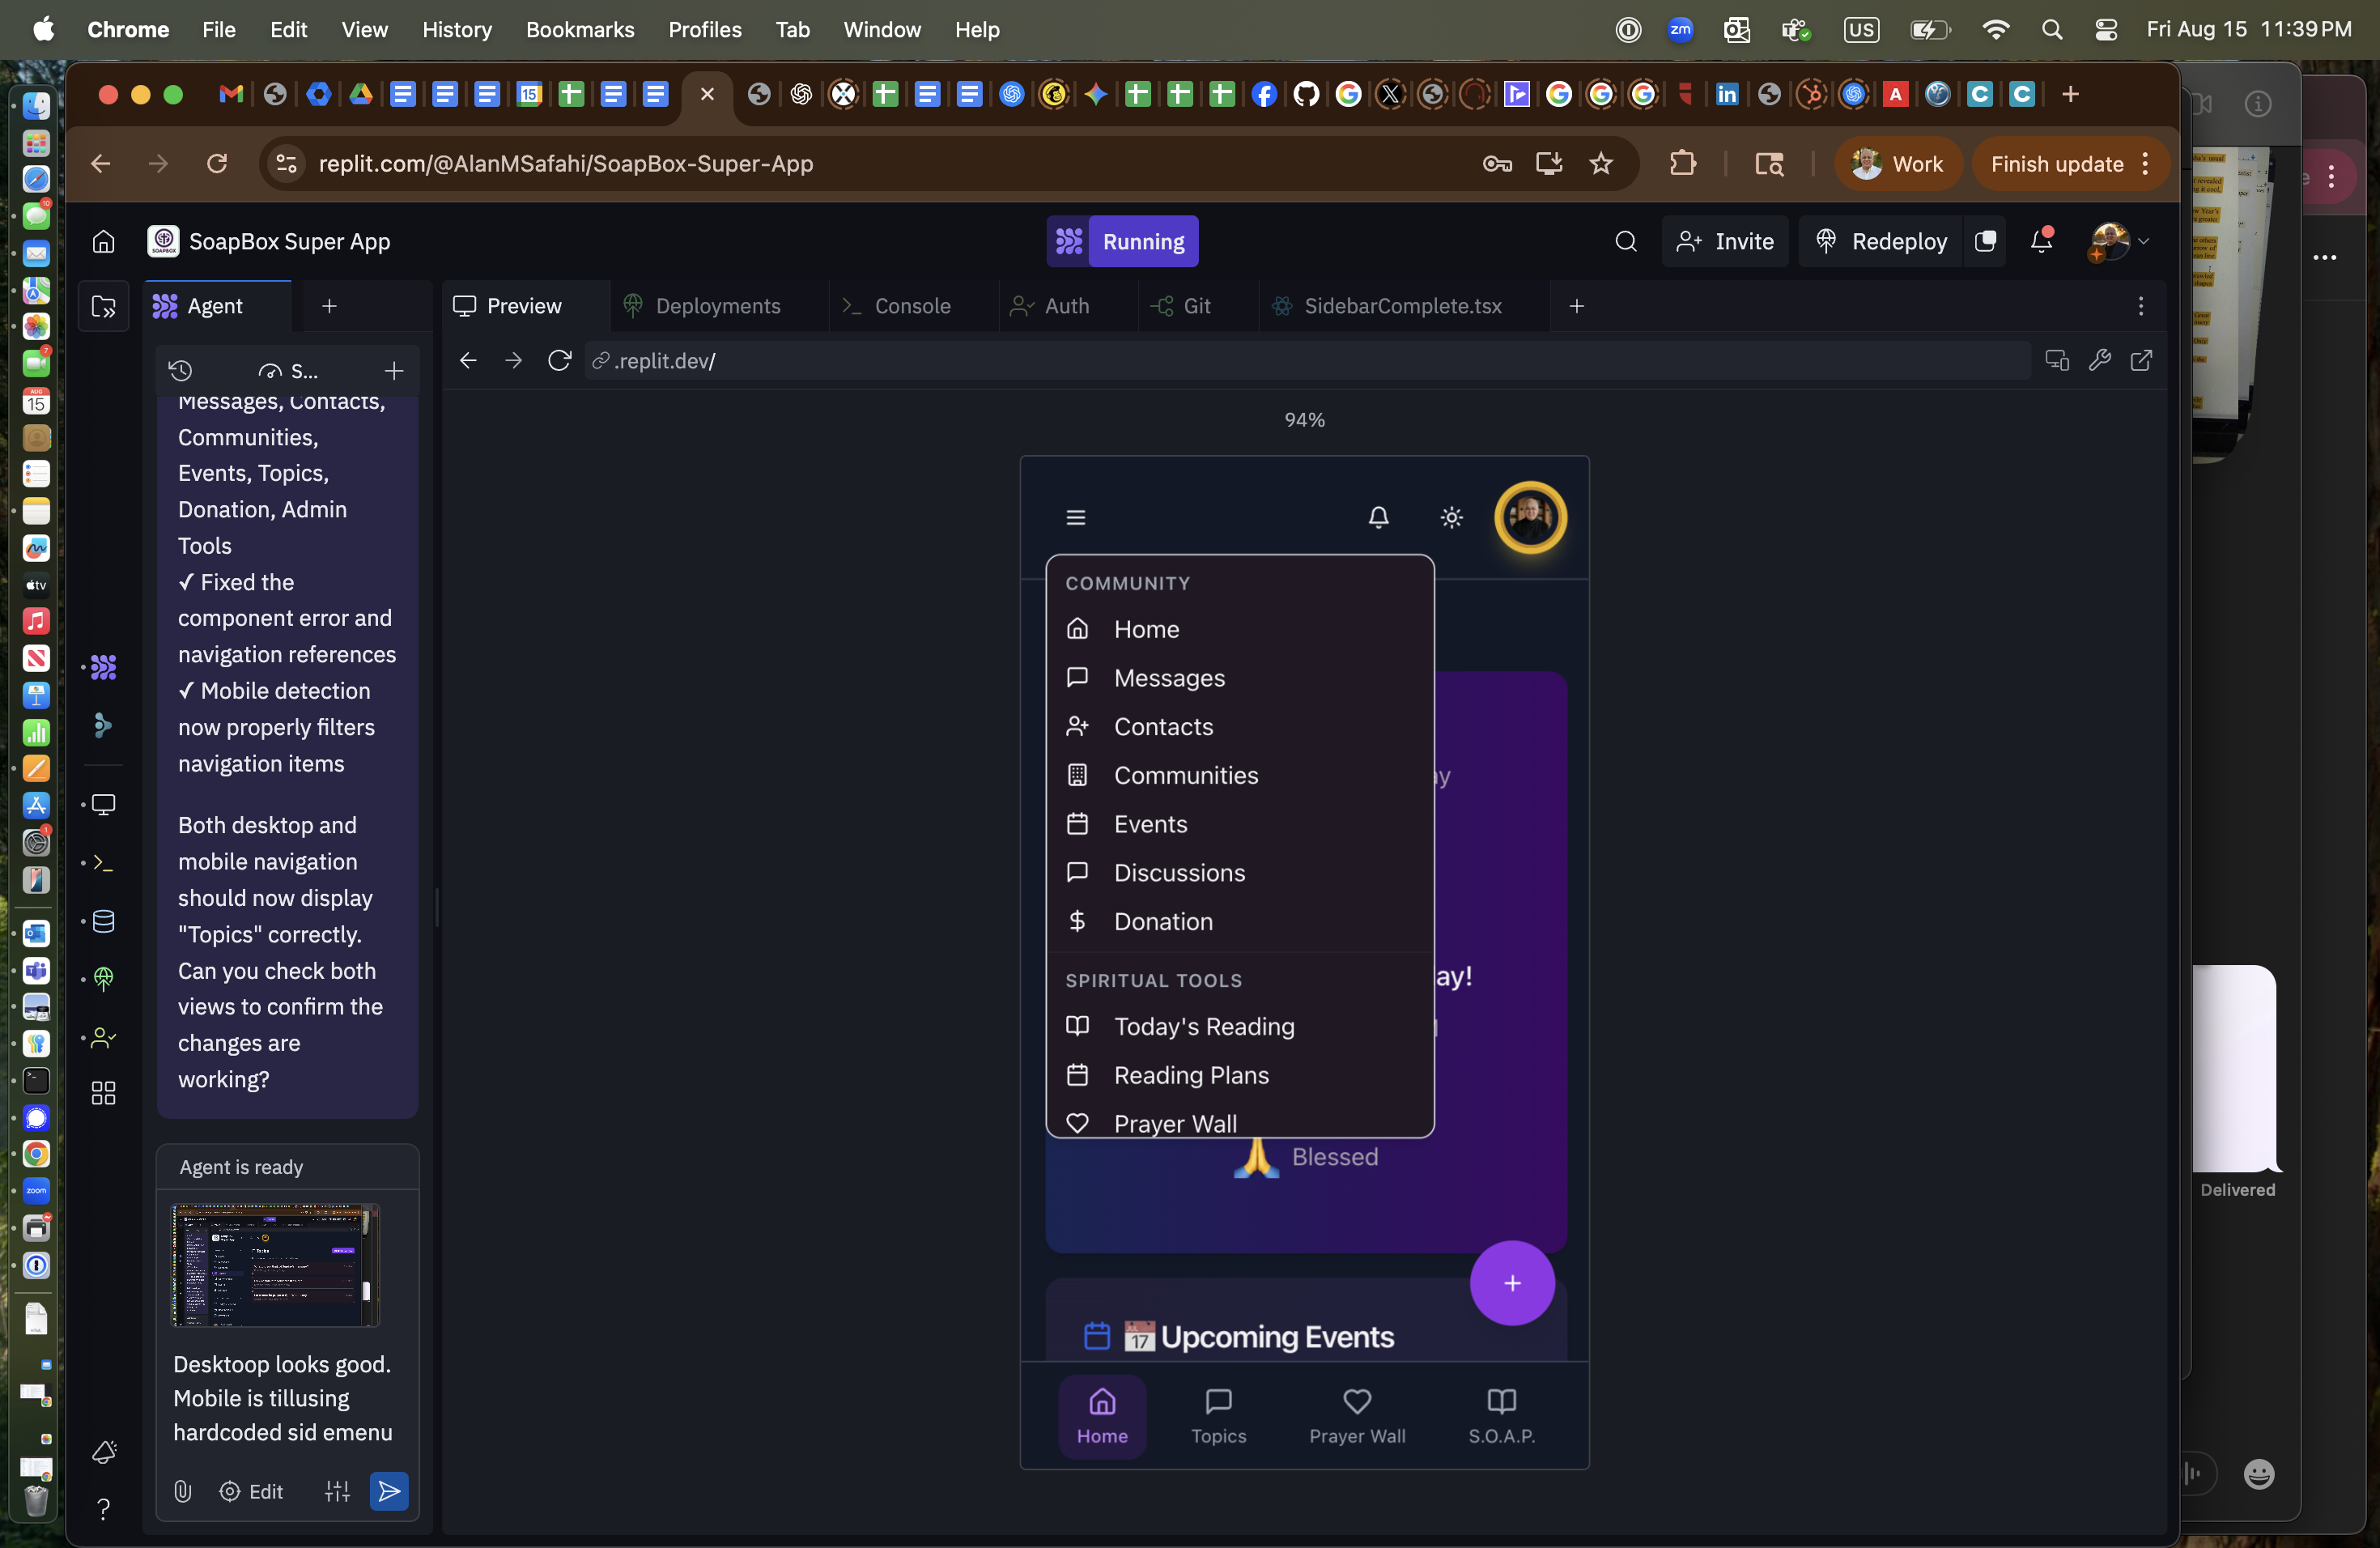 Chrome File Edit View History Bookmarks Profiles Tab Window Help zm US Fri Aug 15 11:39 PM
replit.com/@AlanMSafahi/SoapBox-Super-App Work Finish update
SoapBox Super App Running Invite Redeploy
Agent Preview Deployments Console Auth Git SidebarComplete.tsx
S...
.replit.dev/
94%
Messages, Contacts,
Communities,
Events, Topics,
Donation, Admin
Tools
✓ Fixed the
component error and
navigation references
✓ Mobile detection
now properly filters
navigation items
Both desktop and
mobile navigation
should now display
"Topics" correctly.
Can you check both
views to confirm the
changes are
working?
Agent is ready
Desktoop looks good.
Mobile is tillusing
hardcoded sid emenu
Edit
COMMUNITY
Home
Messages
Contacts
Communities
Events
Discussions
Donation
SPIRITUAL TOOLS
Today's Reading
Reading Plans
Prayer Wall
ay
ay!
🙏 Blessed
Upcoming Events
Home Topics Prayer Wall S.O.A.P.
Delivered